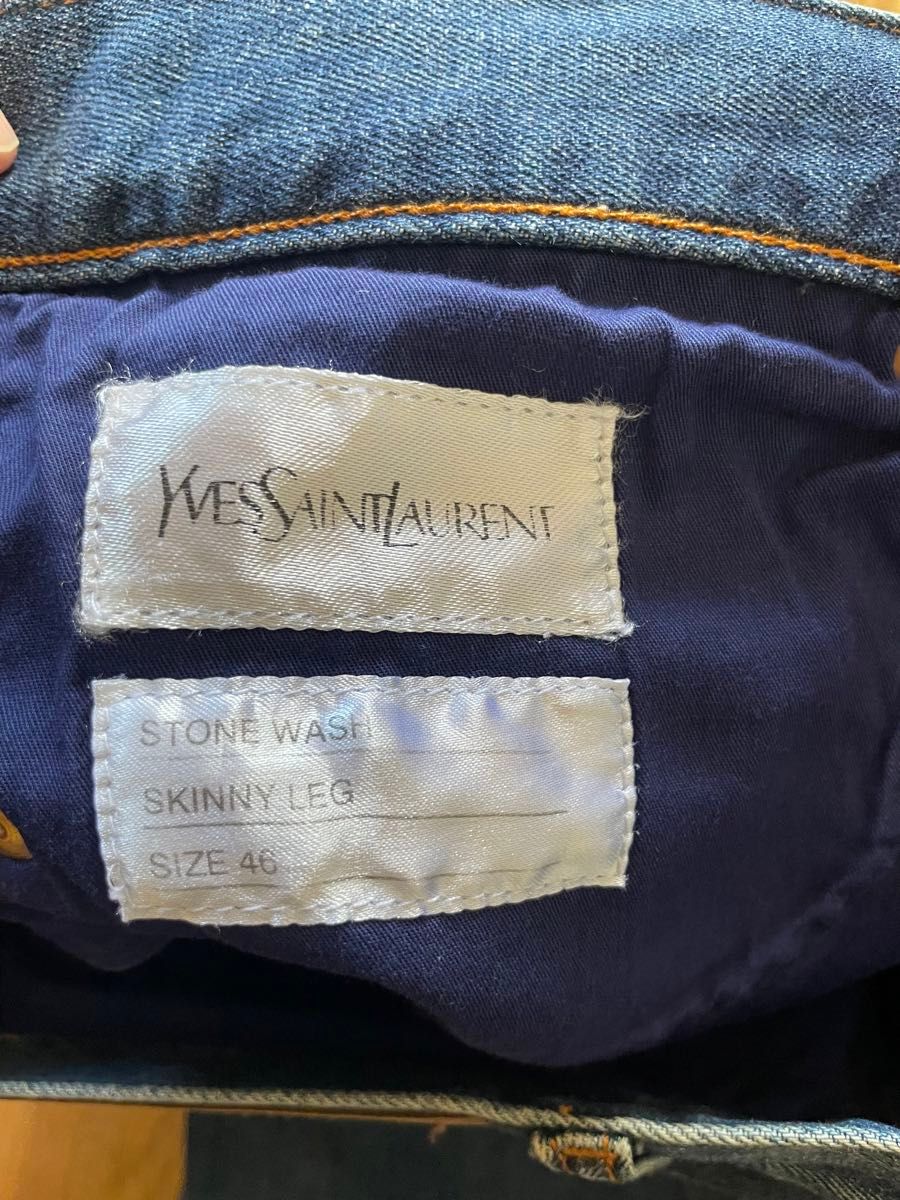 YVESSAINTLAURENT
STONE WASH
SKINNY LEG
SIZE 46